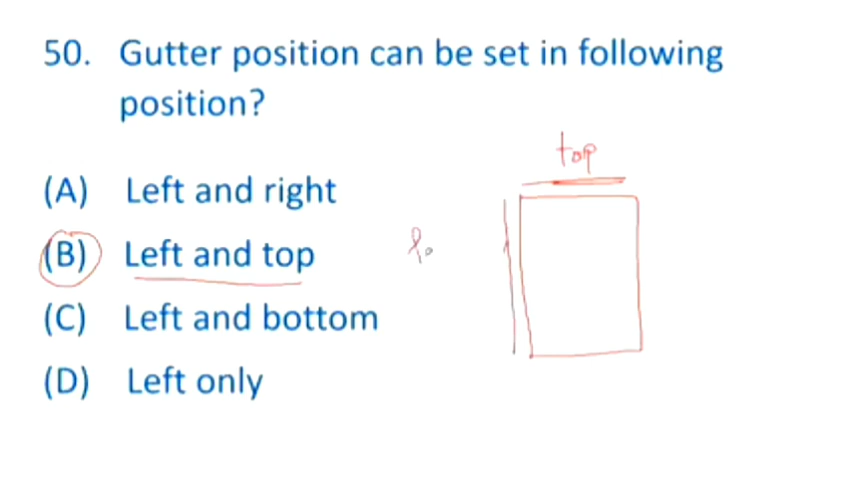 50. Gutter position can be set in following
position?
top
(A) Left and right
(B) Left and top
(C) Left and bottom
(D) Left only